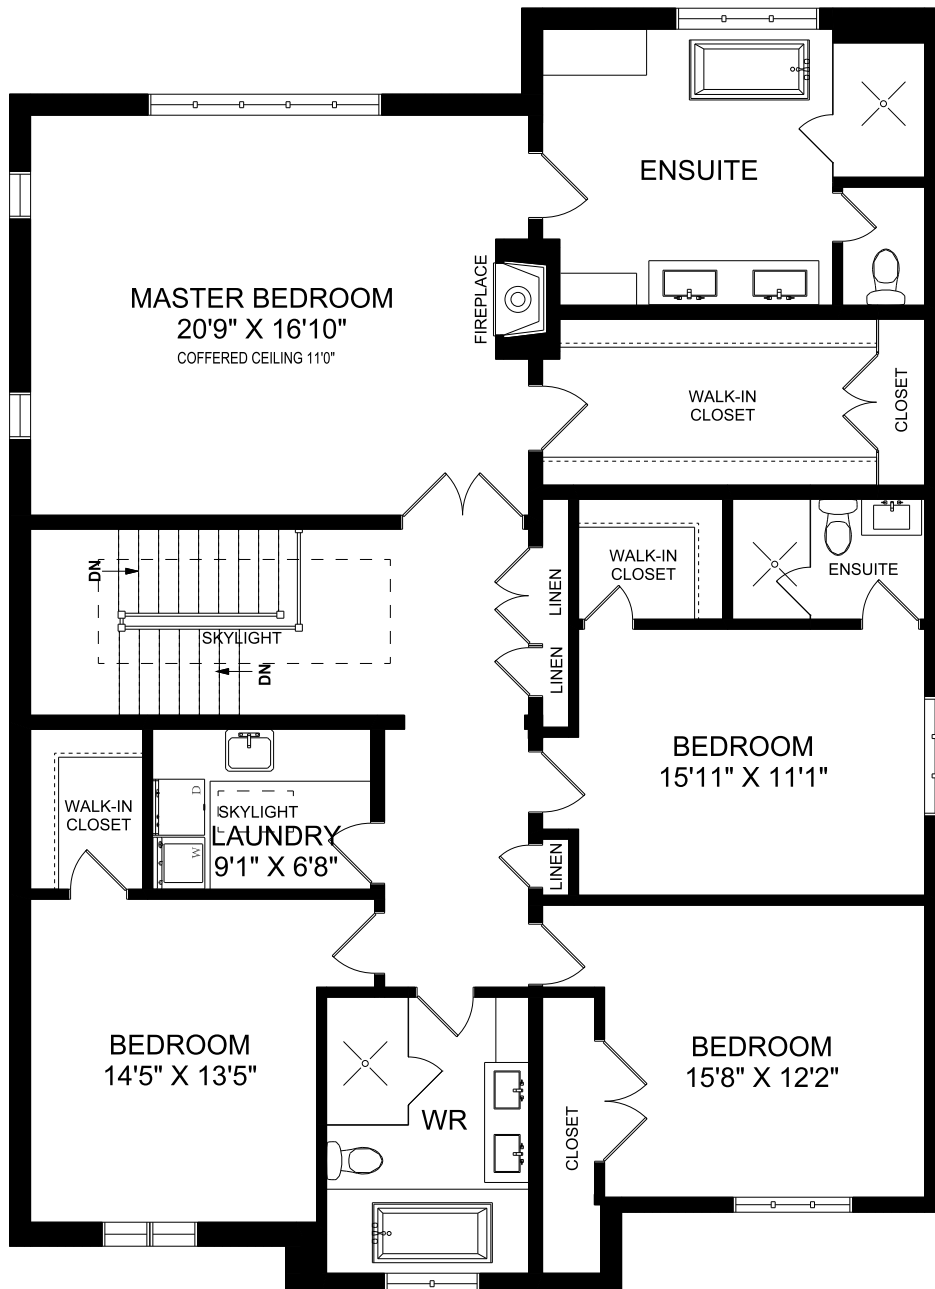 ENSUITE
MASTER BEDROOM
20'9" X 16'10"
COFFERED CEILING 11'0"
FIREPLACE
WALK-IN
CLOSET
CLOSET
DN
SKYLIGHT
DN
LINEN
LINEN
WALK-IN
CLOSET
ENSUITE
BEDROOM
15'11" X 11'1"
WALK-IN
CLOSET
D
W
SKYLIGHT
LAUNDRY
9'1" X 6'8"
LINEN
BEDROOM
14'5" X 13'5"
WR
CLOSET
BEDROOM
15'8" X 12'2"